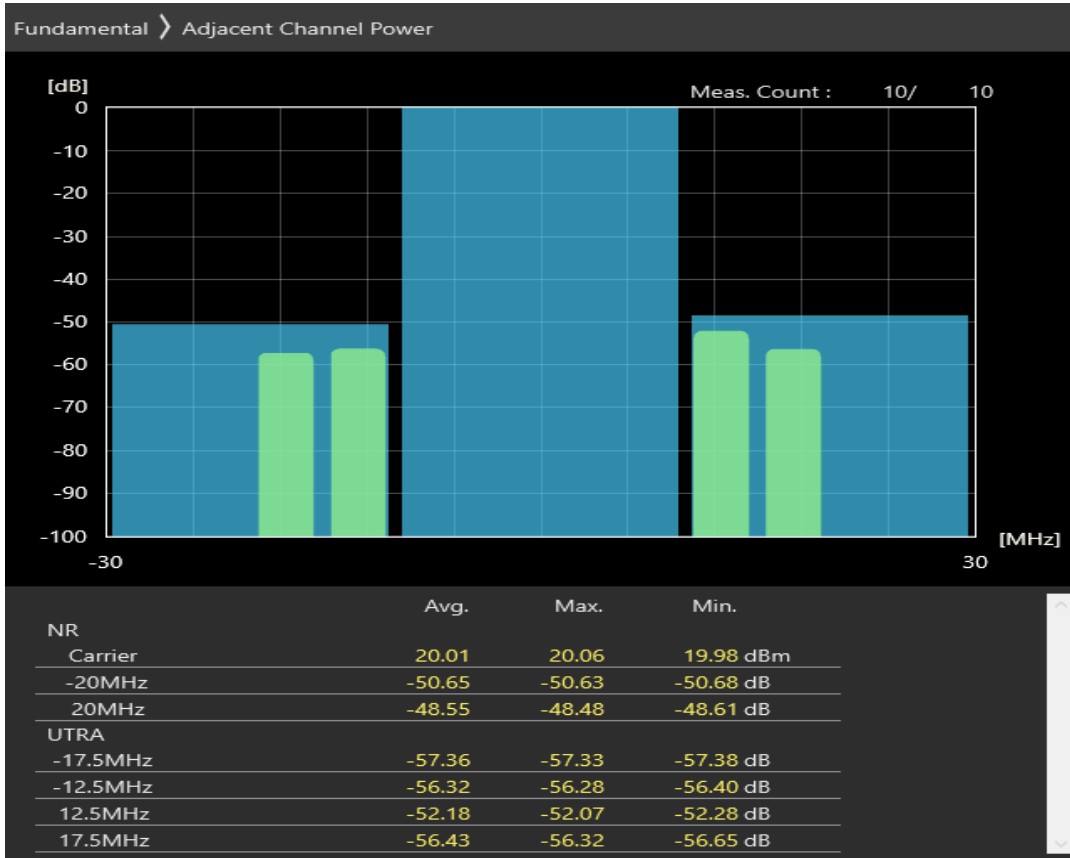 Fundamental ❭ Adjacent Channel Power
[dB]
Meas. Count : 10/ 10
0
-10
-20
-30
-40
-50
-60
-70
-80
-90
-100
[MHz]
-30 30
Avg. Max. Min.
NR
Carrier 20.01 20.06 19.98 dBm
-20MHz -50.65 -50.63 -50.68 dB
20MHz -48.55 -48.48 -48.61 dB
UTRA
-17.5MHz -57.36 -57.33 -57.38 dB
-12.5MHz -56.32 -56.28 -56.40 dB
12.5MHz -52.18 -52.07 -52.28 dB
17.5MHz -56.43 -56.32 -56.65 dB